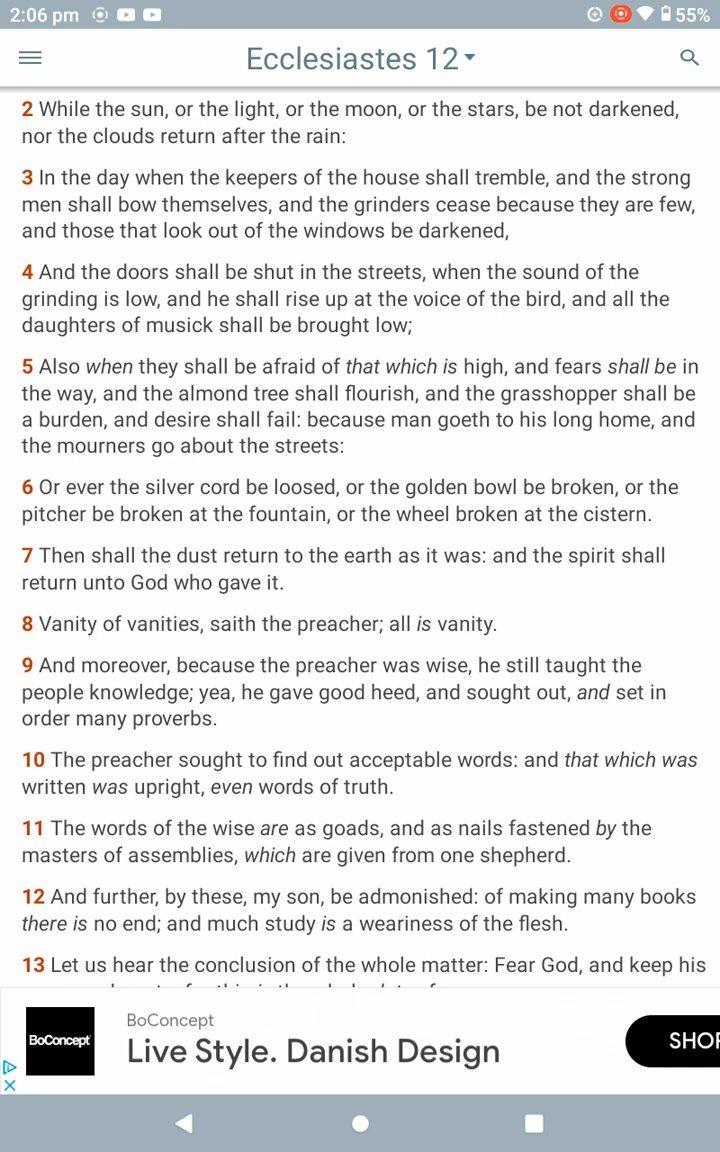 2:06 pm 55%
Ecclesiastes 12
2 While the sun, or the light, or the moon, or the stars, be not darkened,
nor the clouds return after the rain:
3 In the day when the keepers of the house shall tremble, and the strong
men shall bow themselves, and the grinders cease because they are few,
and those that look out of the windows be darkened,
4 And the doors shall be shut in the streets, when the sound of the
grinding is low, and he shall rise up at the voice of the bird, and all the
daughters of musick shall be brought low;
5 Also when they shall be afraid of that which is high, and fears shall be in
the way, and the almond tree shall flourish, and the grasshopper shall be
a burden, and desire shall fail: because man goeth to his long home, and
the mourners go about the streets:
6 Or ever the silver cord be loosed, or the golden bowl be broken, or the
pitcher be broken at the fountain, or the wheel broken at the cistern.
7 Then shall the dust return to the earth as it was: and the spirit shall
return unto God who gave it.
8 Vanity of vanities, saith the preacher; all is vanity.
9 And moreover, because the preacher was wise, he still taught the
people knowledge; yea, he gave good heed, and sought out, and set in
order many proverbs.
10 The preacher sought to find out acceptable words: and that which was
written was upright, even words of truth.
11 The words of the wise are as goads, and as nails fastened by the
masters of assemblies, which are given from one shepherd.
12 And further, by these, my son, be admonished: of making many books
there is no end; and much study is a weariness of the flesh.
13 Let us hear the conclusion of the whole matter: Fear God, and keep his
BoConcept
BoConcept
Live Style. Danish Design
SHOP